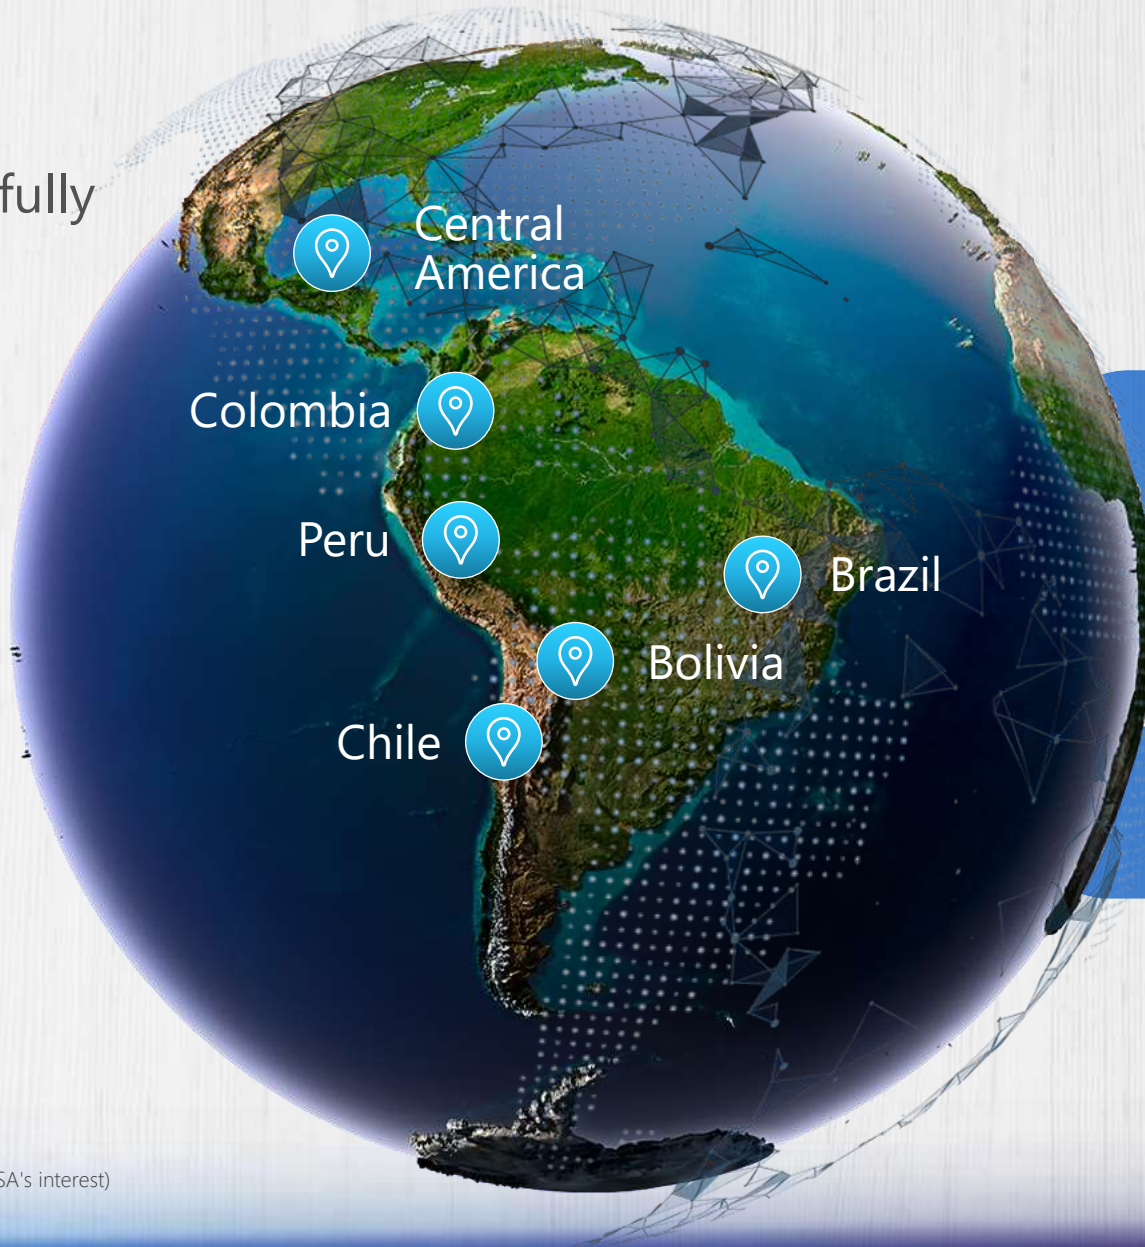 fully
Central
America
Colombia
Peru
Brazil
Bolivia
Chile
SA's interest)